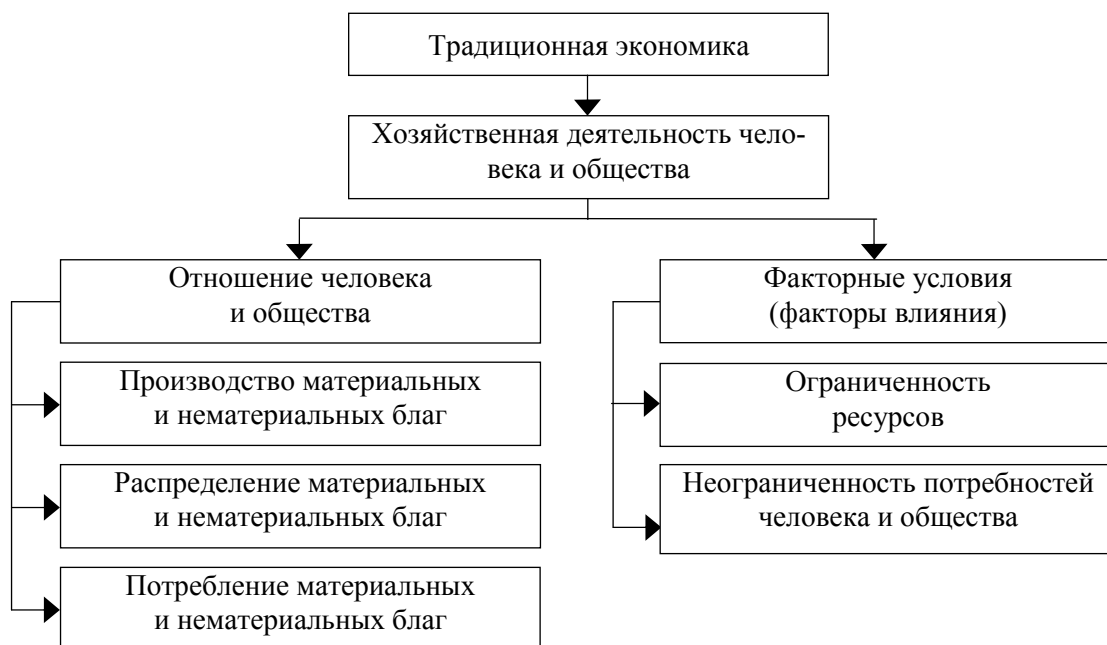 Традиционная экономика
Хозяйственная деятельность чело-
века и общества
Отношение человека
и общества
Производство материальных
и нематериальных благ
Распределение материальных
и нематериальных благ
Потребление материальных
и нематериальных благ
Факторные условия
(факторы влияния)
Ограниченность
ресурсов
Неограниченность потребностей
человека и общества